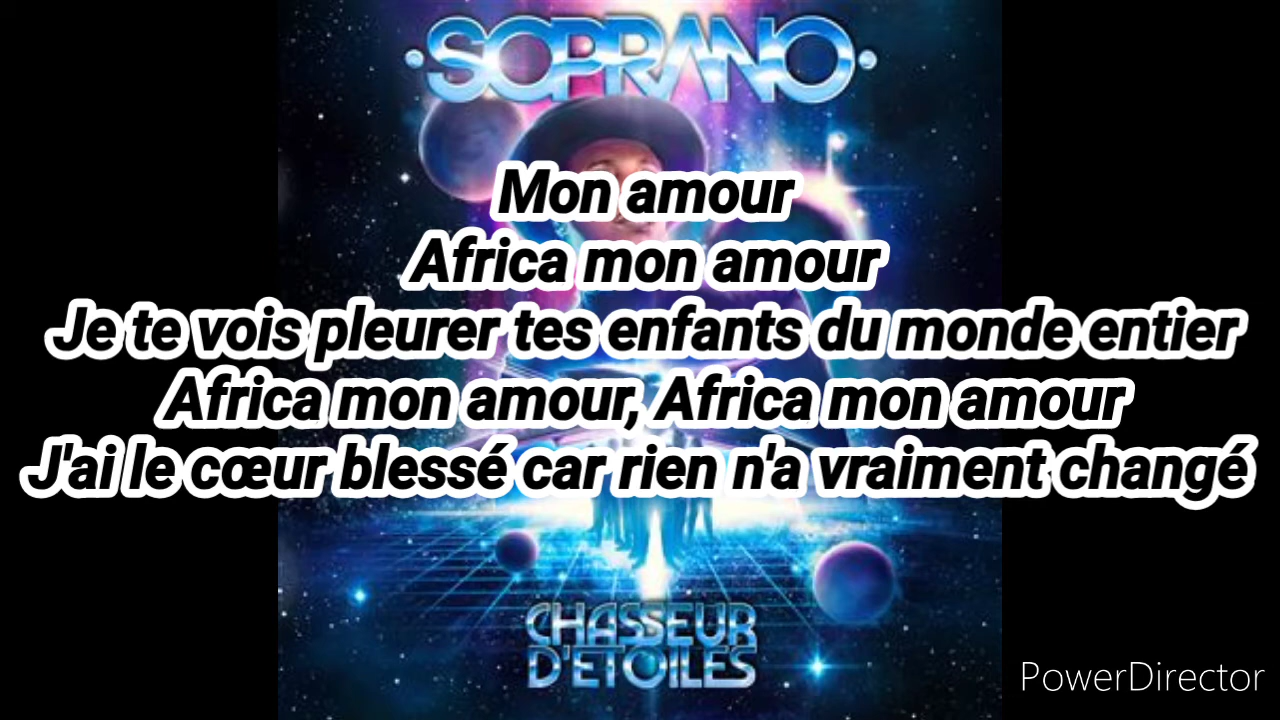 SOPRANO
Mon amour
Africa mon amour
Je te vois pleurer tes enfants du monde entier
Africa mon amour, Africa mon amour
J'ai le cœur blessé car rien n'a vraiment changé
CHASSEUR
D'ETOILES
PowerDirector